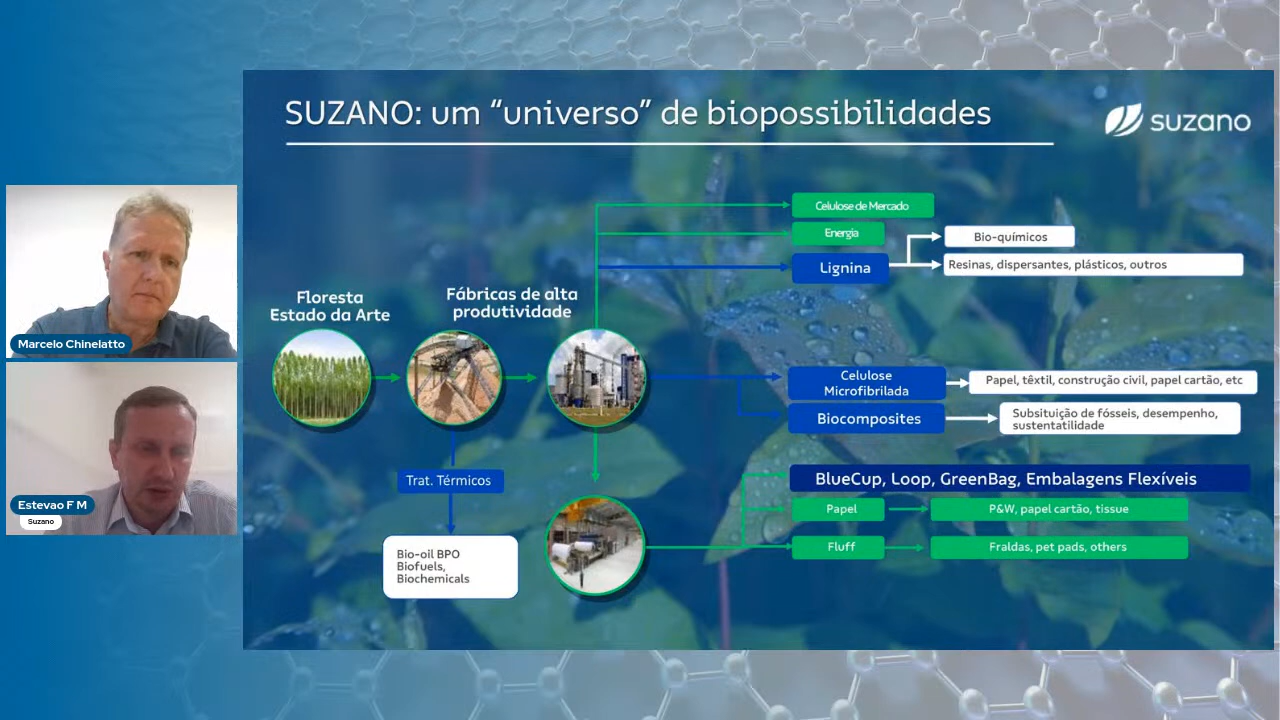 SUZANO: um “universo” de biopossibilidades
suzano
Marcelo Chinelatto
Estevao F M
Suzano
Floresta
Estado da Arte
Fábricas de alta
produtividade
Trat. Térmicos
Bio-oil BPO
Biofuels,
Biochemicals
Celulose de Mercado
Energia
Lignina
Bio-químicos
Resinas, dispersantes, plásticos, outros
Celulose
Microfibrilada
Papel, têxtil, construção civil, papel cartão, etc
Biocomposites
Subsituição de fósseis, desempenho,
sustentatilidade
BlueCup, Loop, GreenBag, Embalagens Flexíveis
Papel
P&W, papel cartão, tissue
Fluff
Fraldas, pet pads, others